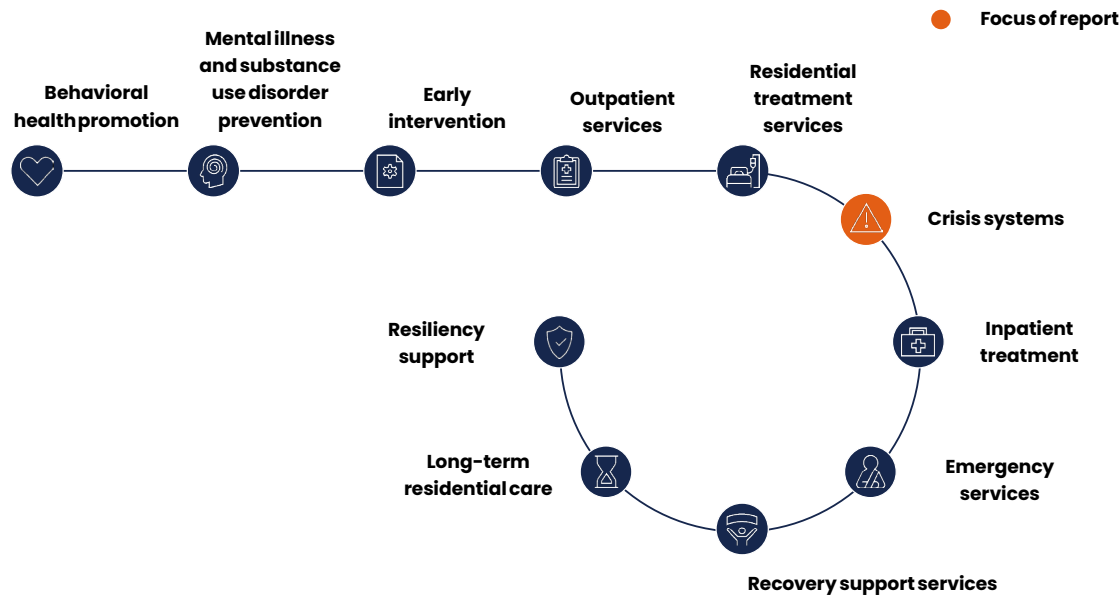 Focus of report
Mental illness
and substance
use disorder
prevention
Behavioral
health promotion
Early
intervention
Outpatient
services
Residential
treatment
services
Crisis systems
Inpatient
treatment
Emergency
services
Recovery support services
Long-term
residential care
Resiliency
support